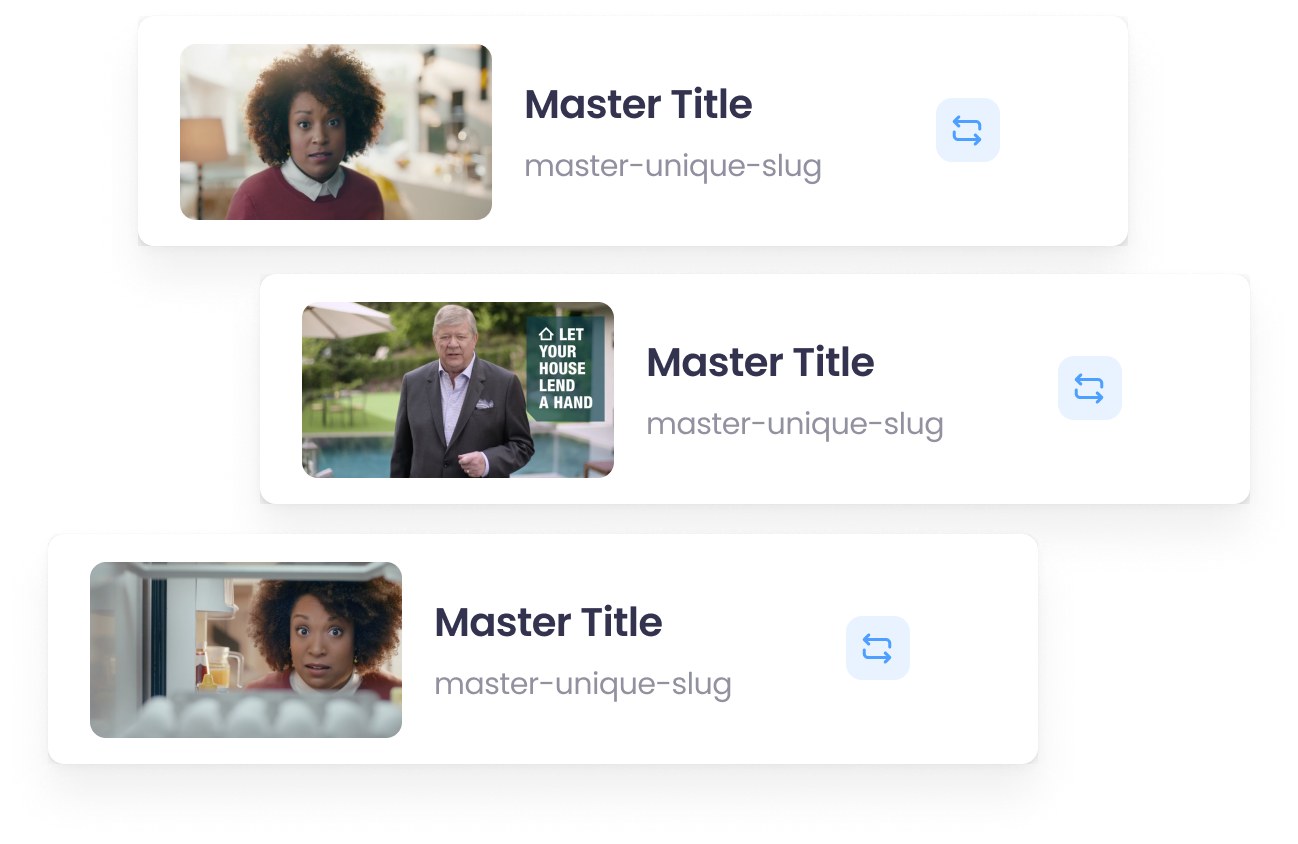 Master Title
master-unique-slug
LET
YOUR
HOUSE
LEND
A HAND
Master Title
master-unique-slug
Master Title
master-unique-slug